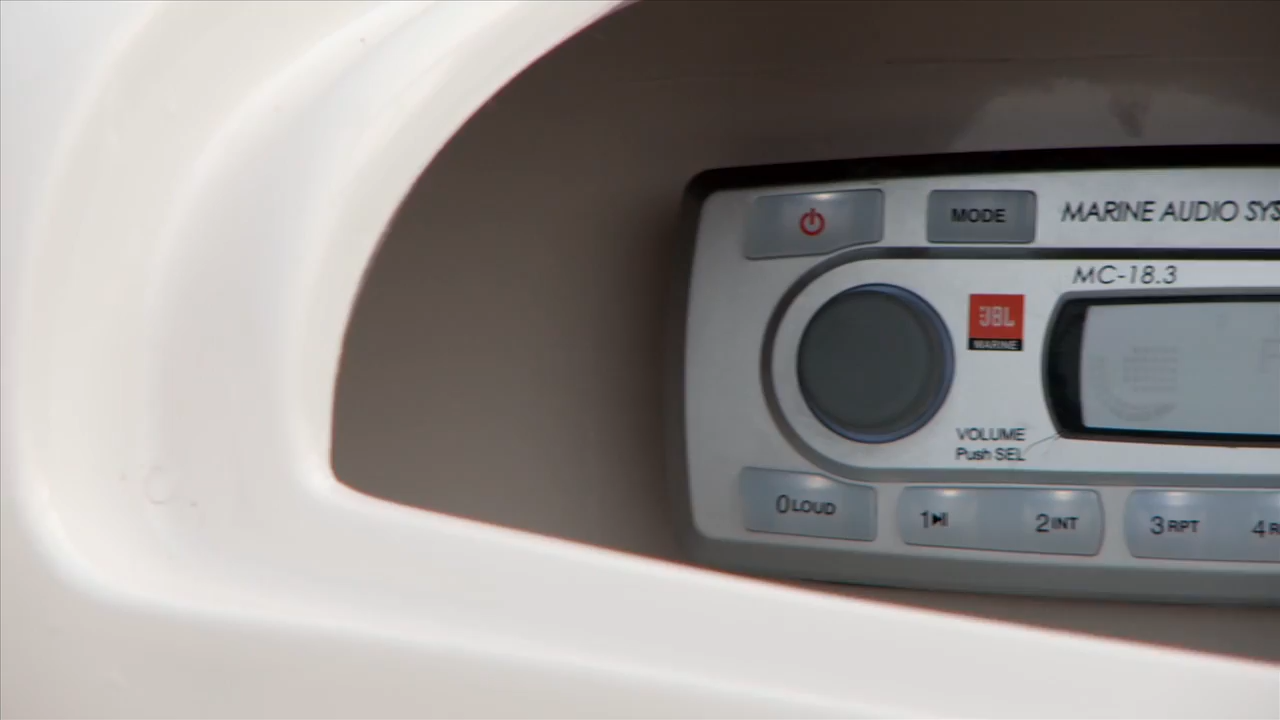 MODE
MARINE AUDIO SYS
MC-18.3
JBL
MARINE
VOLUME
Push SEL
0 LOUD
1
2 INT
3 RPT
4 R